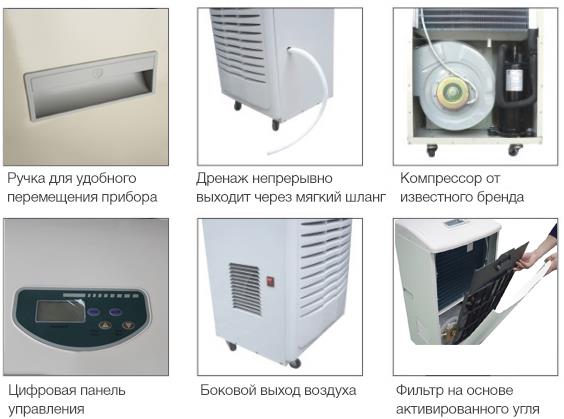 Ручка для удобного
перемещения прибора
Дренаж непрерывно
выходит через мягкий шланг
Компрессор от
известного бренда
Цифровая панель
управления
Боковой выход воздуха
Фильтр на основе
активированного угля